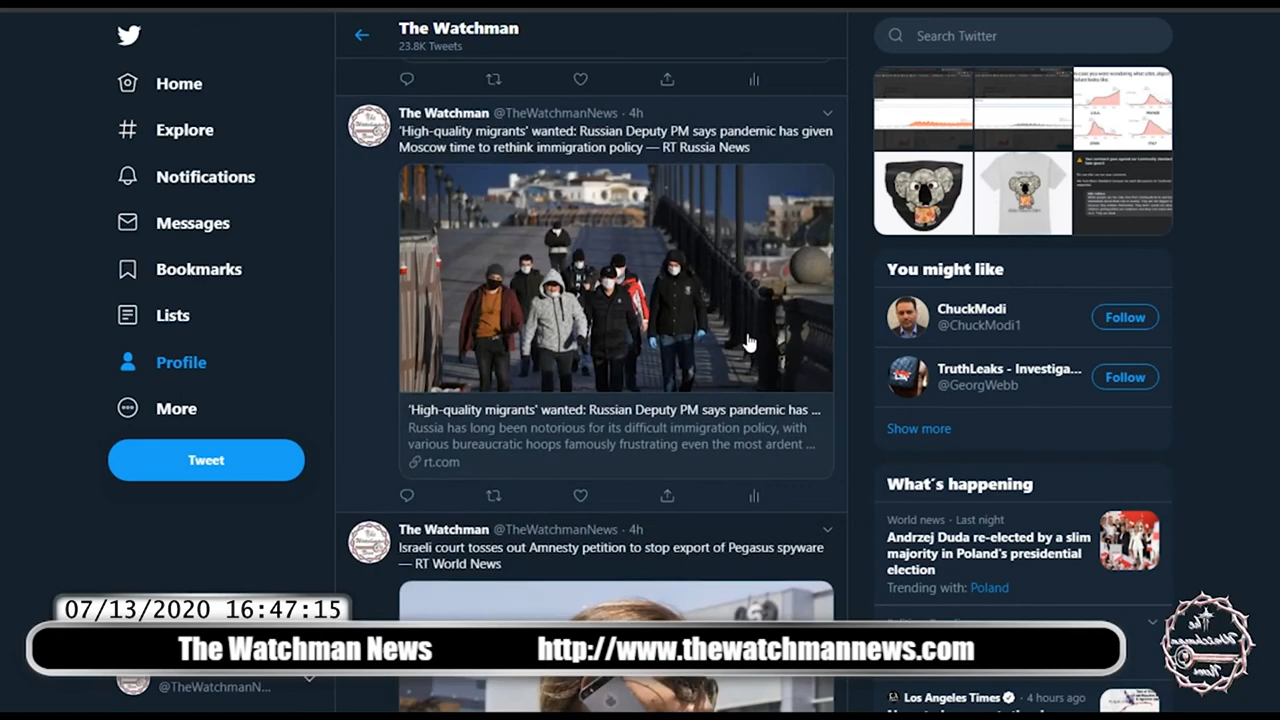 The Watchman
23.8K Tweets
Home
Explore
Notifications
Messages
Bookmarks
Lists
Profile
More
Tweet
The Watchman @TheWatchmanNews · 4h
'High-quality migrants' wanted: Russian Deputy PM says pandemic has given
Moscow time to rethink immigration policy — RT Russia News
'High-quality migrants' wanted: Russian Deputy PM says pandemic has ...
Russia has long been notorious for its difficult immigration policy, with
various bureaucratic hoops famously frustrating even the most ardent ...
rt.com
The Watchman @TheWatchmanNews · 4h
Israeli court tosses out Amnesty petition to stop export of Pegasus spyware
— RT World News
Search Twitter
You might like
ChuckModi
@ChuckModi1
Follow
TruthLeaks - Investiga...
@GeorgWebb
Follow
Show more
What's happening
World news · Last night
Andrzej Duda re-elected by a slim
majority in Poland's presidential
election
Trending with: Poland
Los Angeles Times · 4 hours ago
07/13/2020 16:47:15
The Watchman News http://www.thewatchmannews.com
@TheWatchmanN...
The
Watchman
News